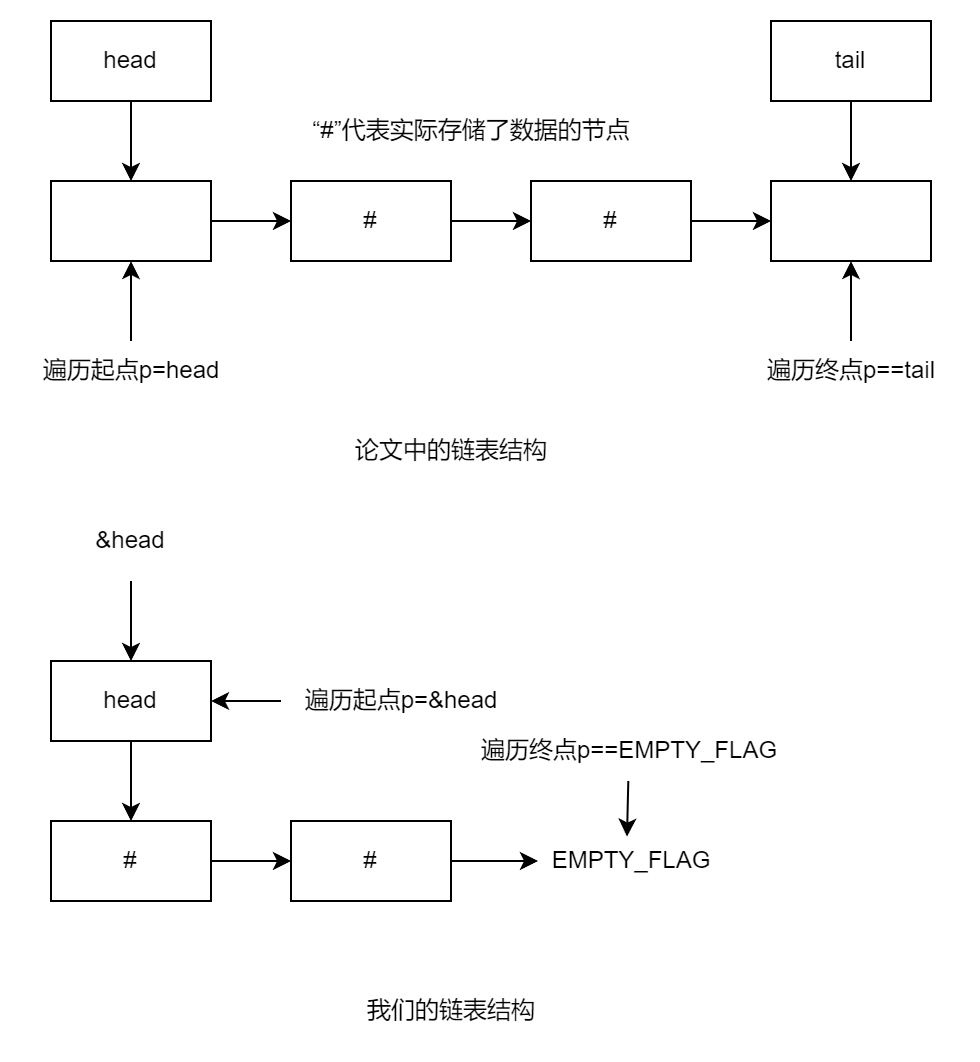 head
tail
“#”代表实际存储了数据的节点
#
#
遍历起点p=head
遍历终点p==tail
论文中的链表结构
&head
head
遍历起点p=&head
遍历终点p==EMPTY_FLAG
#
#
EMPTY_FLAG
我们的链表结构